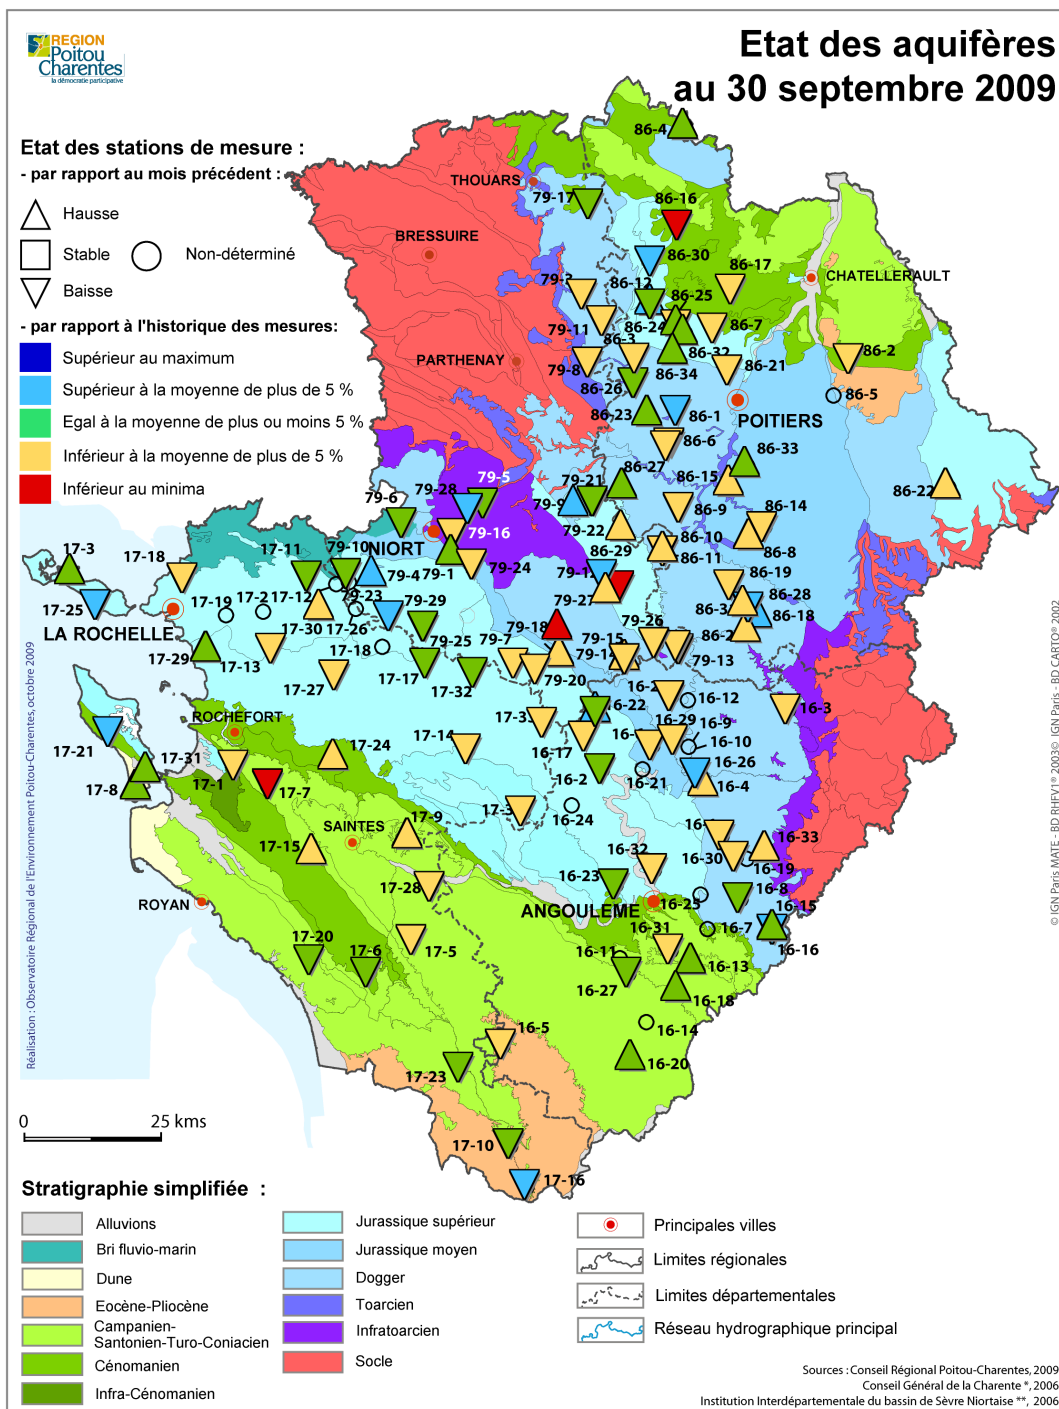 REGION
Poitou
Charentes
la démocratie participative
Etat des aquifères
au 30 septembre 2009
Etat des stations de mesure :
- par rapport au mois précédent :
Hausse
Stable
Non-déterminé
Baisse
- par rapport à l'historique des mesures:
Supérieur au maximum
Supérieur à la moyenne de plus de 5 %
Egal à la moyenne de plus ou moins 5 %
Inférieur à la moyenne de plus de 5 %
Inférieur au minima
86-4
THOUARS
79-17
86-16
BRESSUIRE
86-30
86-17
CHATELLERAULT
86-12
86-25
79-11
86-24
86-7
86-3
PARTHENAY
79-8
86-32
86-2
86-34
86-21
86-26
86-5
86-23
86-1
POITIERS
86-6
86-33
86-27
86-15
79-5
79-28
79-21
86-22
79-6
86-9
86-14
79-16
79-22
NIORT
86-10
86-8
17-3
17-18
17-11
79-10
86-29
86-11
79-4
79-1
79-24
86-19
17-25
17-19
17-12
79-23
79-27
86-28
79-29
86-18
LA ROCHELLE
17-30
17-26
79-18
79-26
17-18
79-25
79-7
79-15
17-29
17-13
79-13
17-17
17-27
17-32
79-20
16-12
16-22
16-3
ROCHEFORT
16-29
16-9
17-21
17-24
17-14
16-17
16-10
17-31
16-26
17-1
16-2
16-21
17-8
17-7
16-4
16-24
SAINTES
17-9
16-33
17-15
16-32
16-30
16-19
17-28
16-23
16-8
ROYAN
ANGOULEME
16-25
16-15
16-31
16-7
17-20
17-6
17-5
16-11
16-16
16-13
16-27
16-18
16-5
16-14
16-20
17-23
17-10
17-16
0
25 kms
Réalisation : Observatoire Régional de l'Environnement Poitou-Charentes, octobre 2009
© IGN Paris MATE - BD RHFV1® 2003© IGN Paris - BD CARTO® 2002
Stratigraphie simplifiée :
Alluvions
Bri fluvio-marin
Dune
Eocène-Pliocène
Campanien-
Santonien-Turo-Coniacien
Cénomanien
Infra-Cénomanien
Jurassique supérieur
Jurassique moyen
Dogger
Toarcien
Infratoarcien
Socle
Principales villes
Limites régionales
Limites départementales
Réseau hydrographique principal
Sources : Conseil Régional Poitou-Charentes, 2009
Conseil Général de la Charente *, 2006
Institution Interdépartementale du bassin de Sèvre Niortaise **, 2006